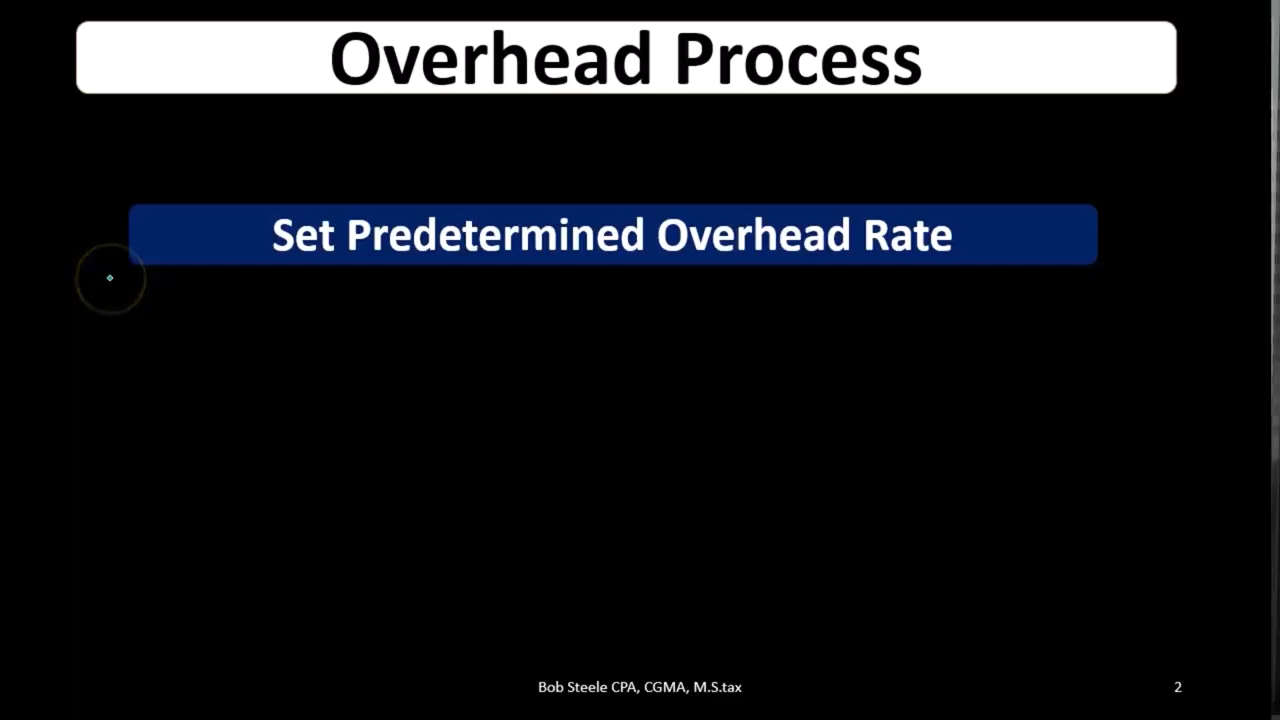 Overhead Process
Set Predetermined Overhead Rate
Bob Steele CPA, CGMA, M.S.tax
2